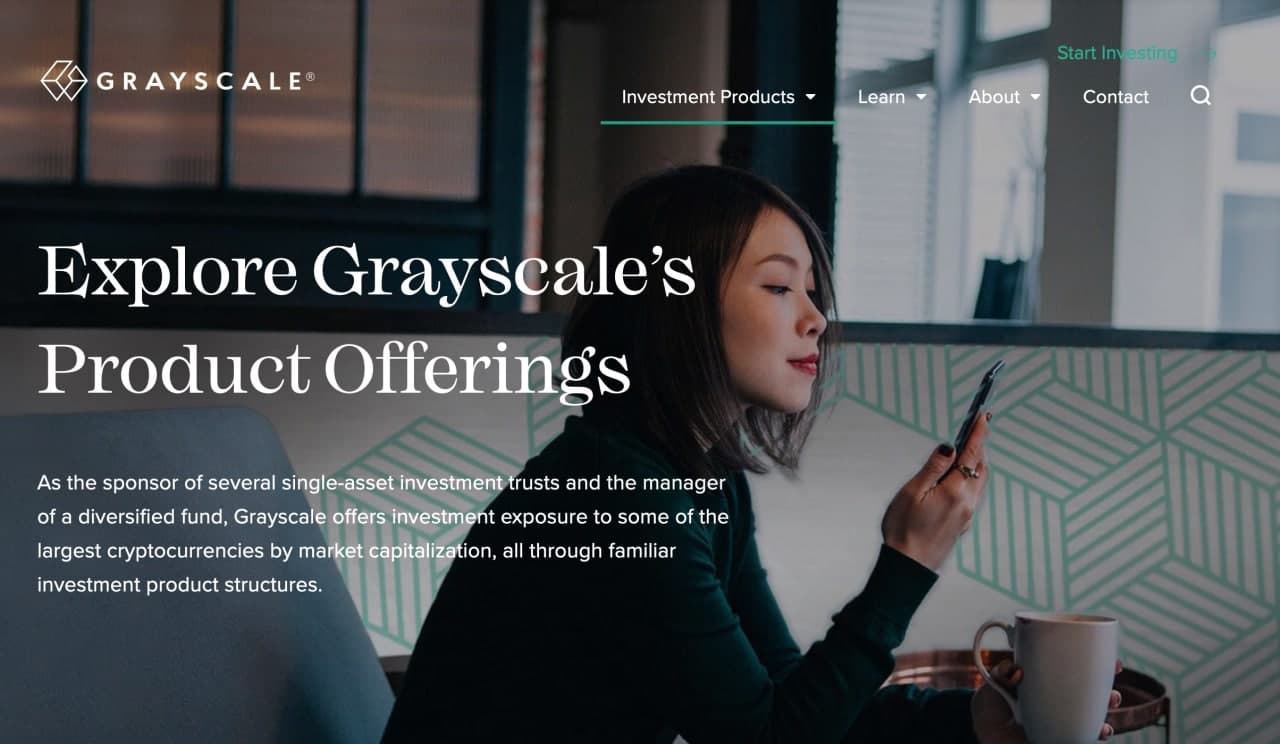 GRAYSCALE®
Start Investing →
Investment Products Learn About Contact
Explore Grayscale’s
Product Offerings
As the sponsor of several single-asset investment trusts and the manager
of a diversified fund, Grayscale offers investment exposure to some of the
largest cryptocurrencies by market capitalization, all through familiar
investment product structures.